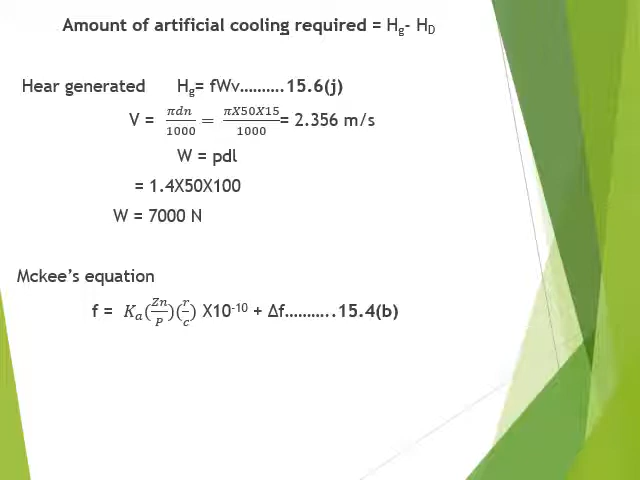 Amount of artificial cooling required = Hg- HD
Hear generated Hg= fWv..........15.6(j)
V = πdn/1000 = πX50X15/1000 = 2.356 m/s
W = pdl
= 1.4X50X100
W = 7000 N
Mckee's equation
f = Ka(Zn/P)(r/c) X10-10 + Δf...........15.4(b)